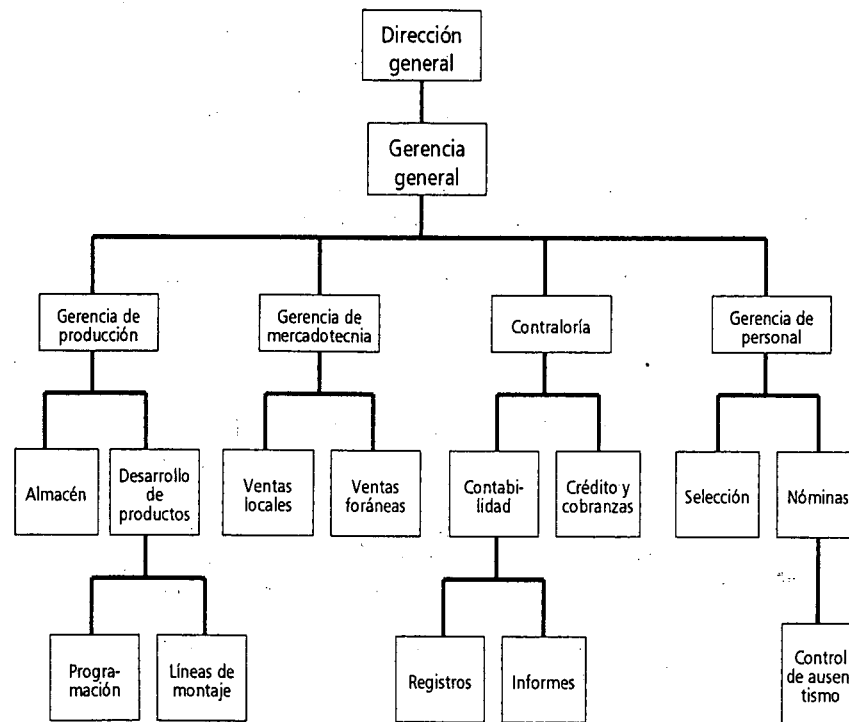 Dirección
general
Gerencia
general
Gerencia de
producción
Gerencia de
mercadotecnia
Contraloría
Gerencia de
personal
Almacén
Desarrollo
de
productos
Ventas
locales
Ventas
foráneas
Contabi-
lidad
Crédito y
cobranzas
Selección
Nóminas
Progra-
mación
Líneas de
montaje
Registros
Informes
Control
de ausen
tismo